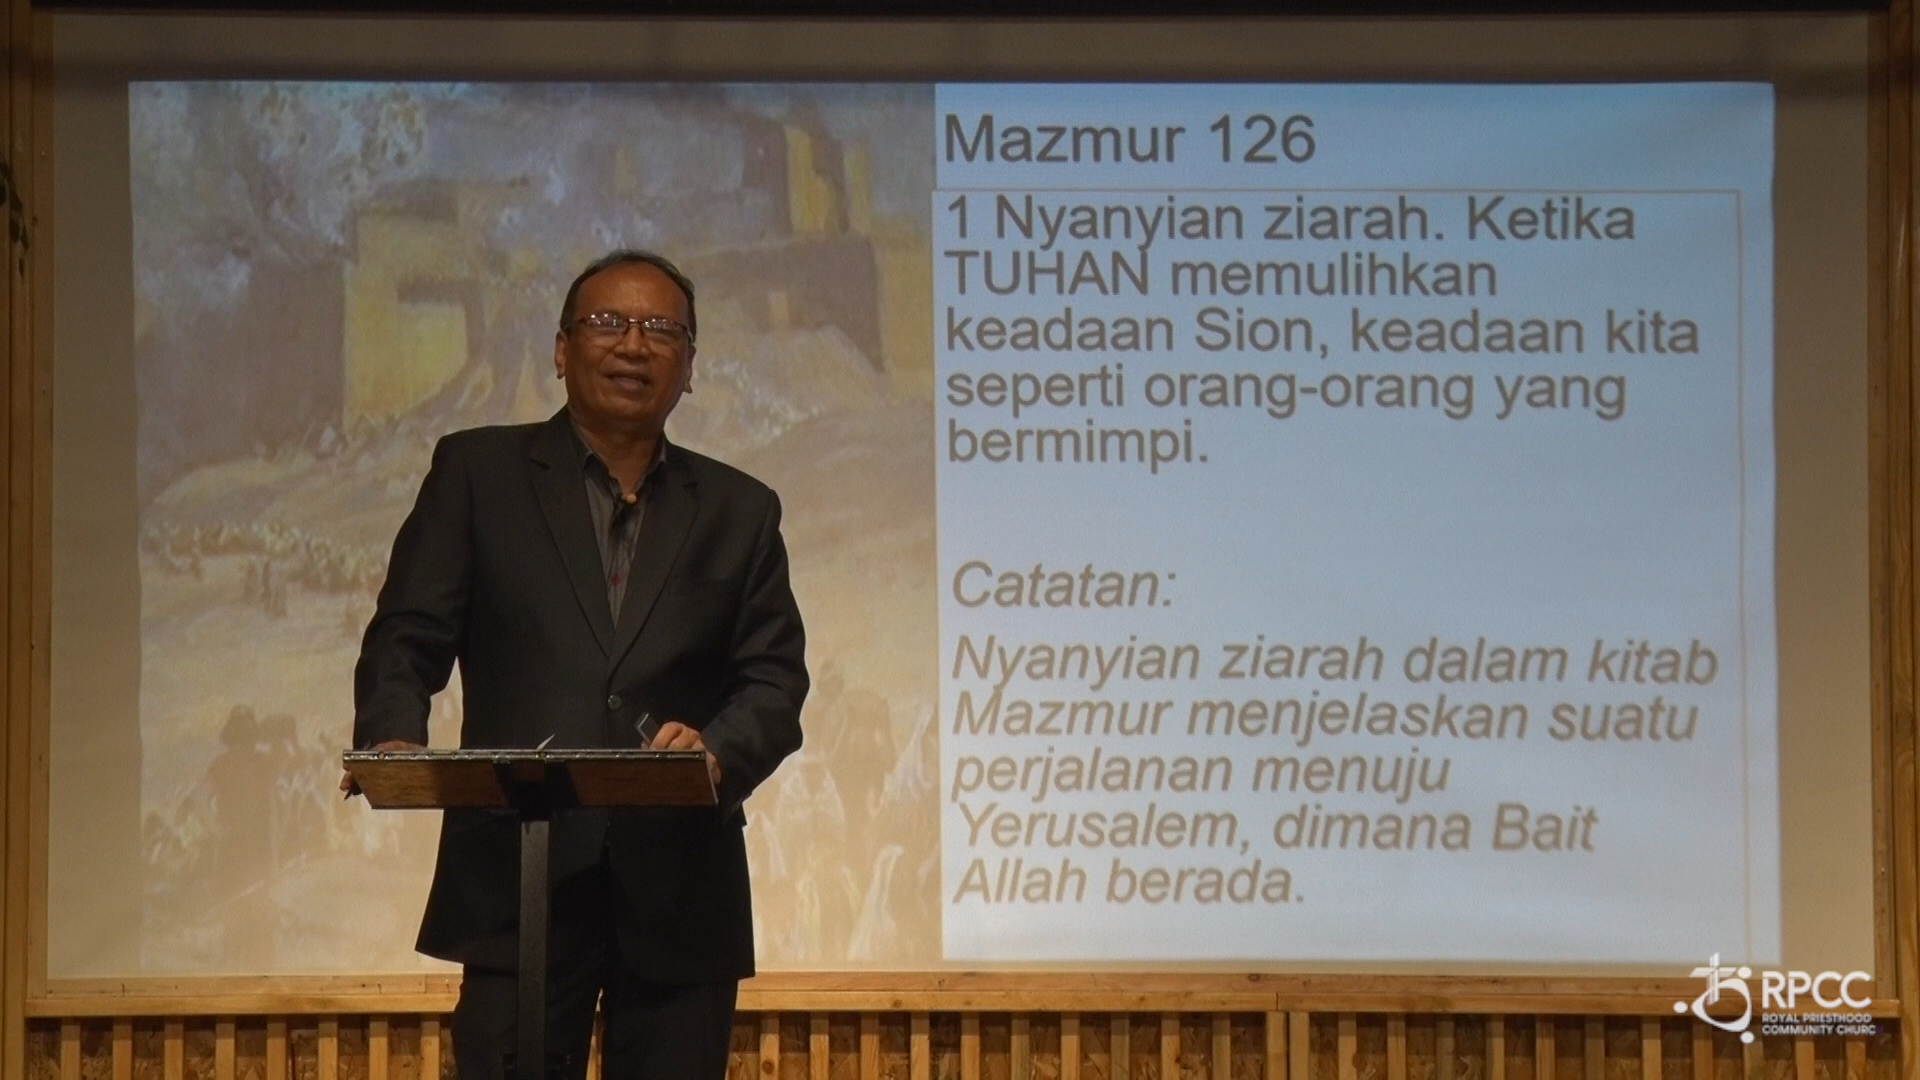 Mazmur 126
1 Nyanyian ziarah. Ketika
TUHAN memulihkan
keadaan Sion, keadaan kita
seperti orang-orang yang
bermimpi.
Catatan:
Nyanyian ziarah dalam kitab
Mazmur menjelaskan suatu
perjalanan menuju
Yerusalem, dimana Bait
Allah berada.
RPCC
ROYAL PRIESTHOOD
COMMUNITY CHURC